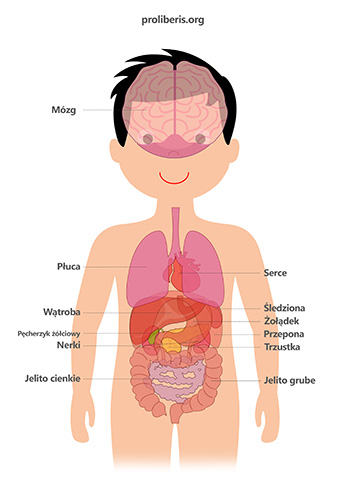 proliberis.org
Mózg
Płuca
Serce
Wątroba
Śledziona
Żołądek
Pęcherzyk żółciowy
Przepona
Nerki
Trzustka
Jelito cienkie
Jelito grube